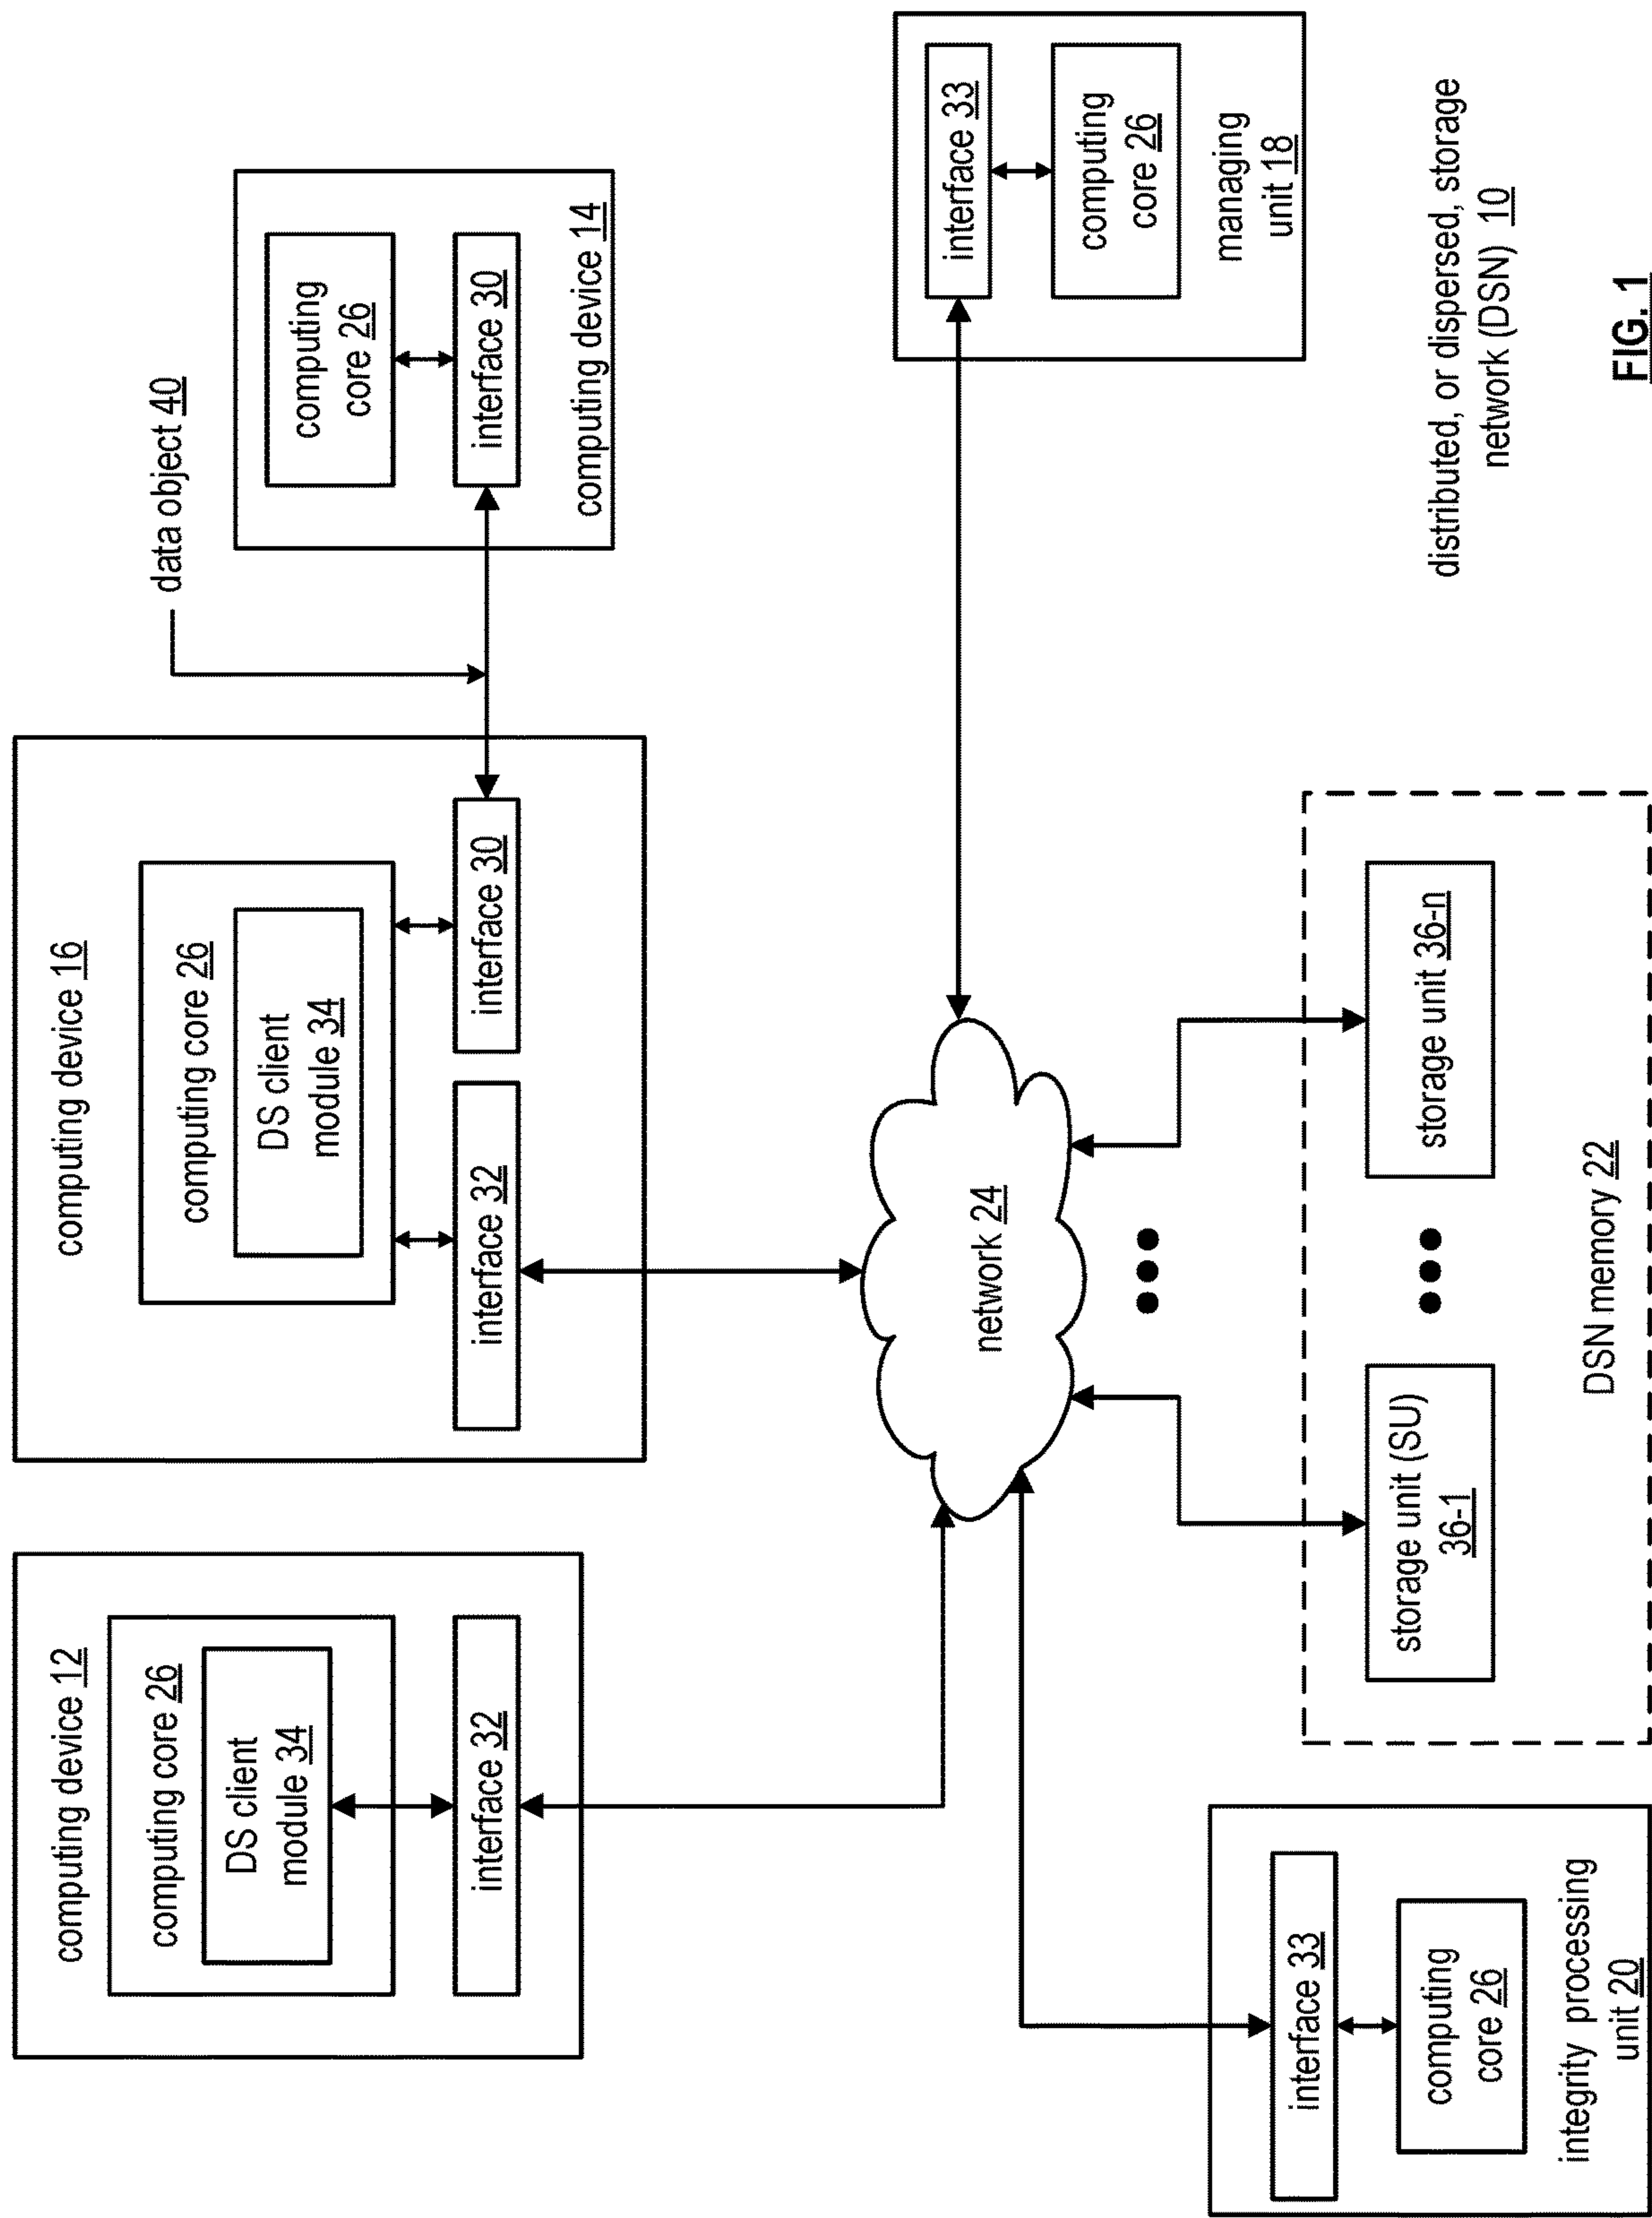 computing device 12
computing core 26
DS client
module 34
interface 32
computing device 16
computing core 26
DS client
module 34
interface 32
interface 30
data object 40
computing
core 26
interface 30
computing device 14
network 24
interface 33
computing
core 26
managing
unit 18
interface 33
computing
core 26
integrity processing
unit 20
storage unit (SU)
36-1
storage unit 36-n
DSN memory 22
distributed, or dispersed, storage
network (DSN) 10
FIG. 1